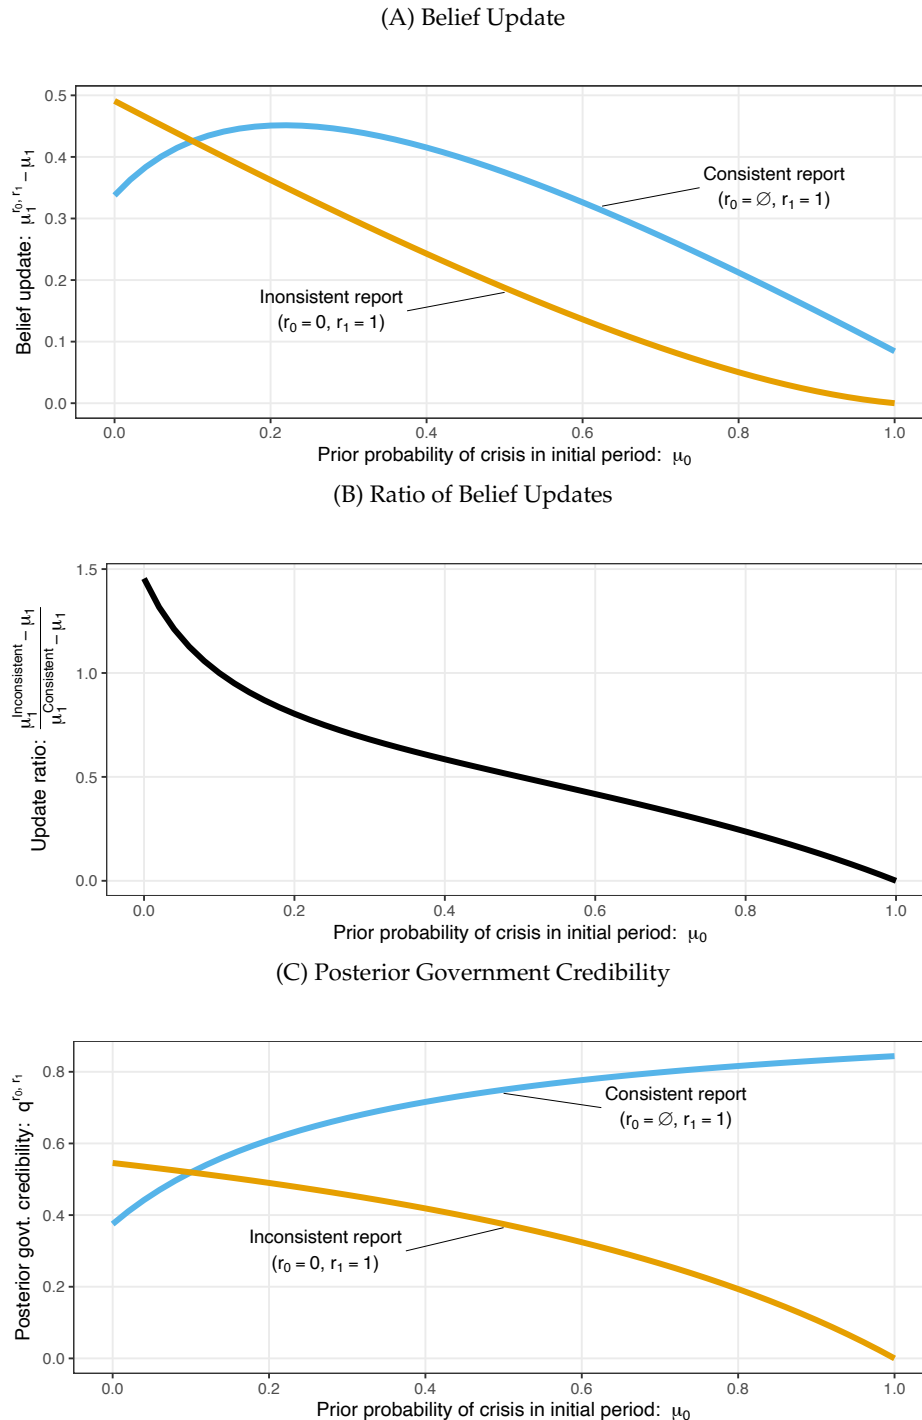 (A) Belief Update
Belief update: μ₁^{r₀, r₁} − μ₁
0.5
0.4
0.3
0.2
0.1
0.0
Consistent report
(r₀ = ∅, r₁ = 1)
Inonsistent report
(r₀ = 0, r₁ = 1)
0.0 0.2 0.4 0.6 0.8 1.0
Prior probability of crisis in initial period: μ₀
(B) Ratio of Belief Updates
Update ratio: μ₁^{Inconsistent} − μ₁ / μ₁^{Consistent} − μ₁
1.5
1.0
0.5
0.0
0.0 0.2 0.4 0.6 0.8 1.0
Prior probability of crisis in initial period: μ₀
(C) Posterior Government Credibility
Posterior govt. credibility: q^{r₀, r₁}
0.8
0.6
0.4
0.2
0.0
Consistent report
(r₀ = ∅, r₁ = 1)
Inconsistent report
(r₀ = 0, r₁ = 1)
0.0 0.2 0.4 0.6 0.8 1.0
Prior probability of crisis in initial period: μ₀